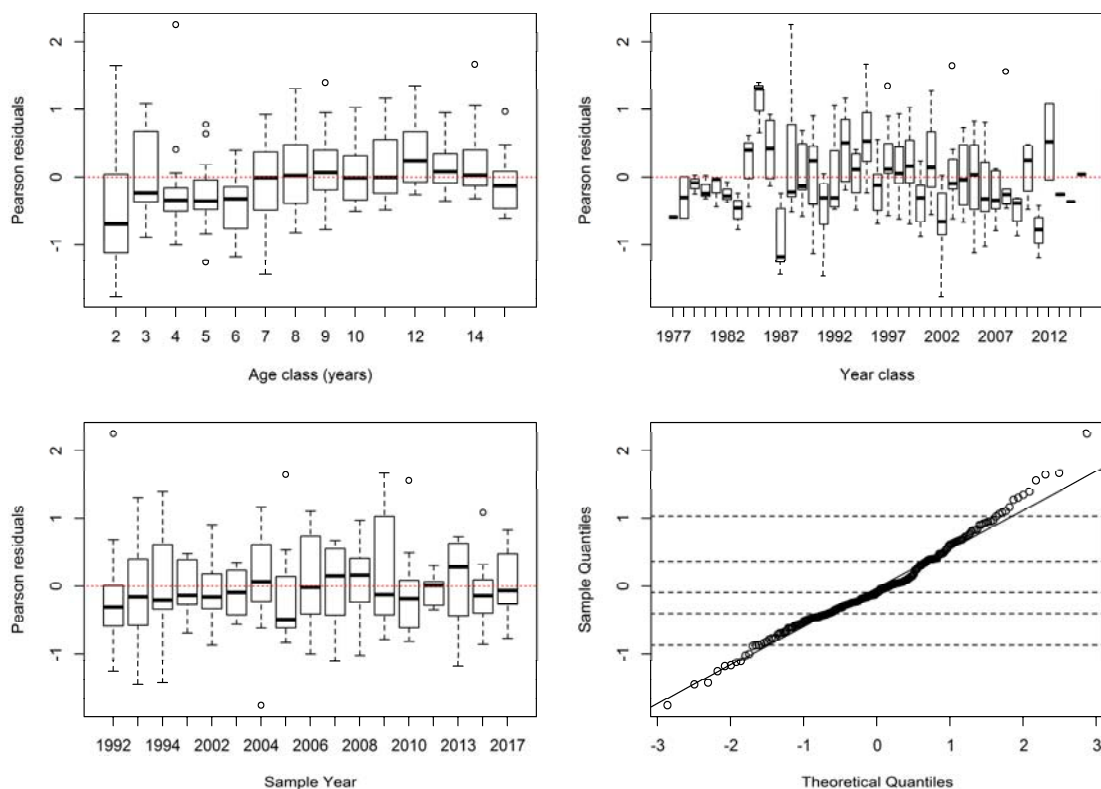 2
1
0
-1
Pearson residuals
2 3 4 5 6 7 8 9 10 12 14
Age class (years)
2
1
0
-1
Pearson residuals
1977 1982 1987 1992 1997 2002 2007 2012
Year class
2
1
0
-1
Pearson residuals
1992 1994 2002 2004 2006 2008 2010 2013 2017
Sample Year
2
1
0
-1
Sample Quantiles
-3 -2 -1 0 1 2 3
Theoretical Quantiles